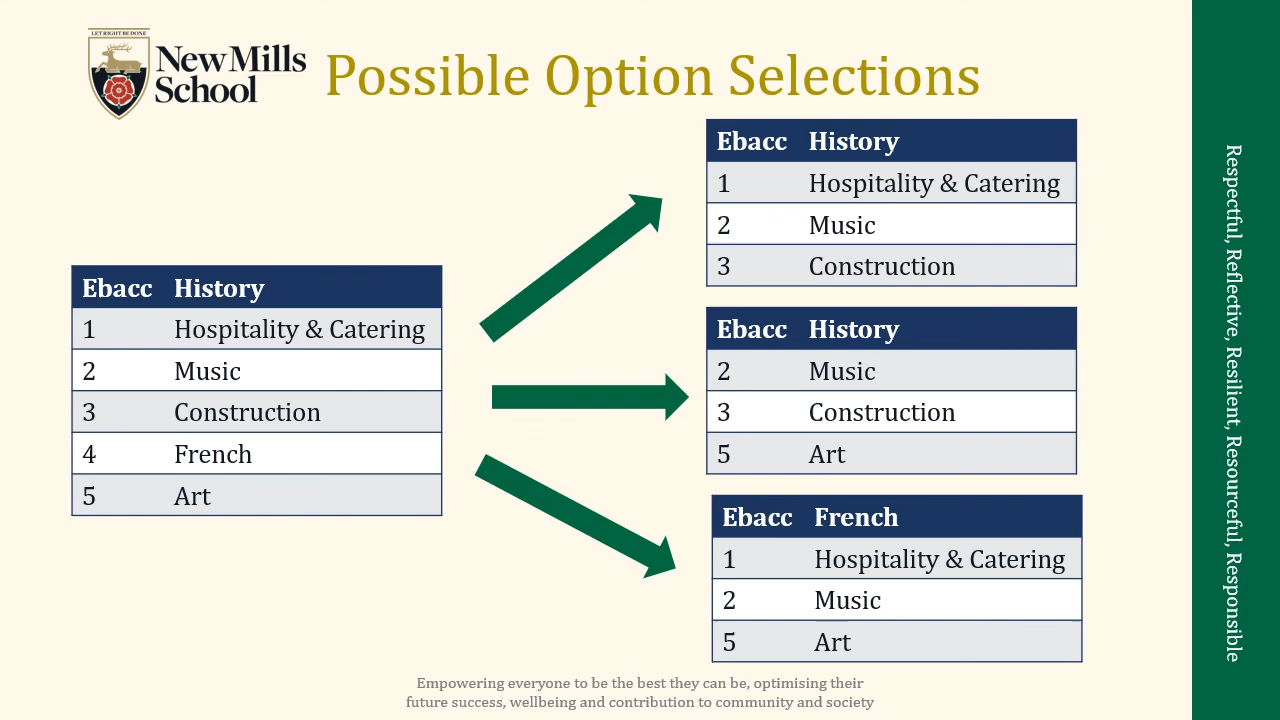 LET RIGHT BE DONE
New Mills
School
Possible Option Selections
Ebacc History
1 Hospitality & Catering
2 Music
3 Construction
4 French
5 Art
Ebacc History
1 Hospitality & Catering
2 Music
3 Construction
Ebacc History
2 Music
3 Construction
5 Art
Ebacc French
1 Hospitality & Catering
2 Music
5 Art
Respectful, Reflective, Resilient, Resourceful, Responsible
Empowering everyone to be the best they can be, optimising their
future success, wellbeing and contribution to community and society